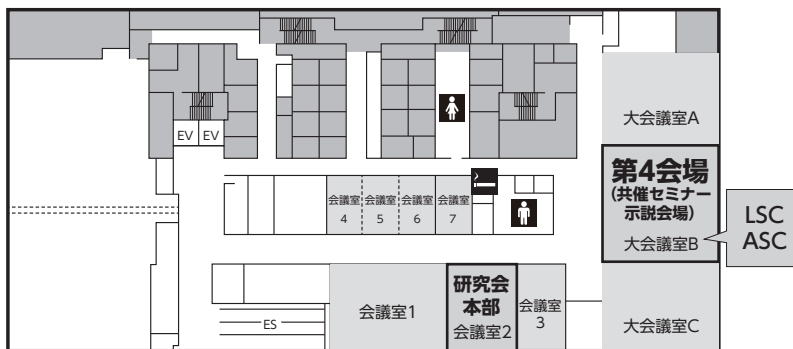 EV EV
大会議室A
第4会場
(共催セミナー
示説会場)
大会議室B
LSC
ASC
会議室
4
会議室
5
会議室
6
会議室
7
研究会
本部
会議室2
会議室1
会議室
3
大会議室C
ES